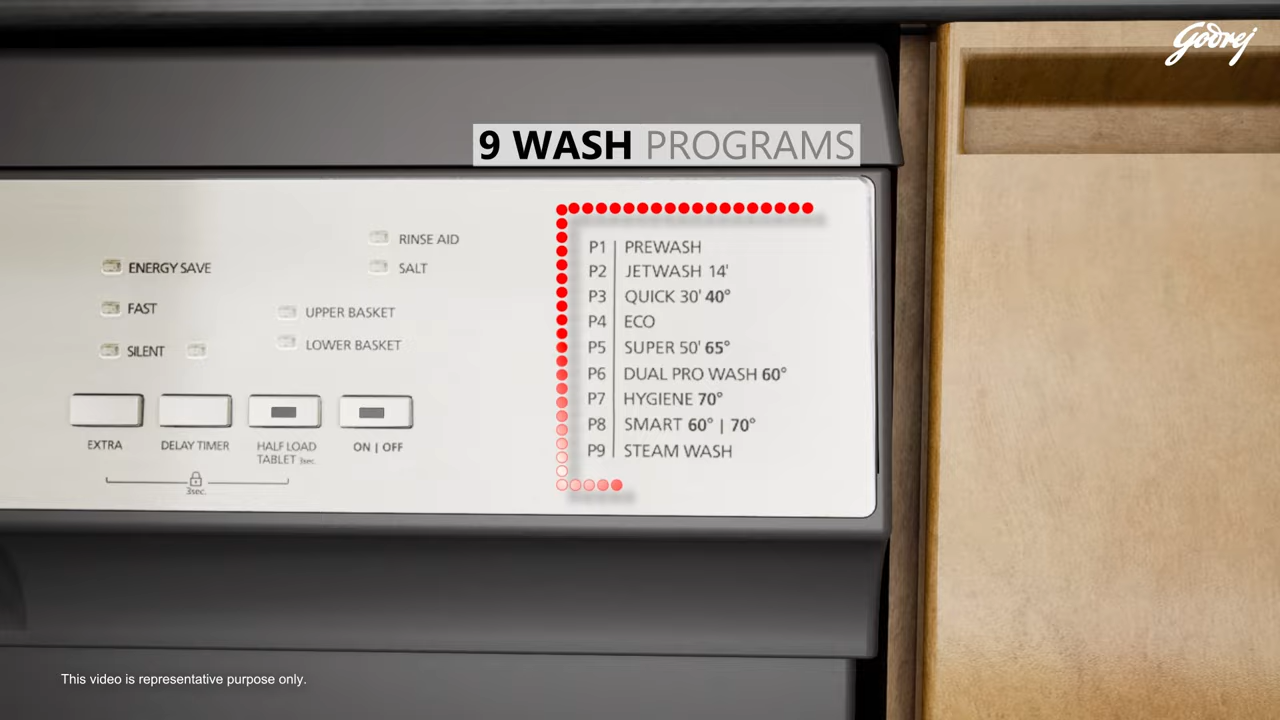 Godrej
9 WASH PROGRAMS
RINSE AID
ENERGY SAVE
SALT
FAST
UPPER BASKET
SILENT
LOWER BASKET
EXTRA
DELAY TIMER
HALF LOAD
TABLET 3sec.
ON | OFF
3sec.
P1 PREWASH
P2 JETWASH 14'
P3 QUICK 30' 40°
P4 ECO
P5 SUPER 50' 65°
P6 DUAL PRO WASH 60°
P7 HYGIENE 70°
P8 SMART 60° | 70°
P9 STEAM WASH
This video is representative purpose only.